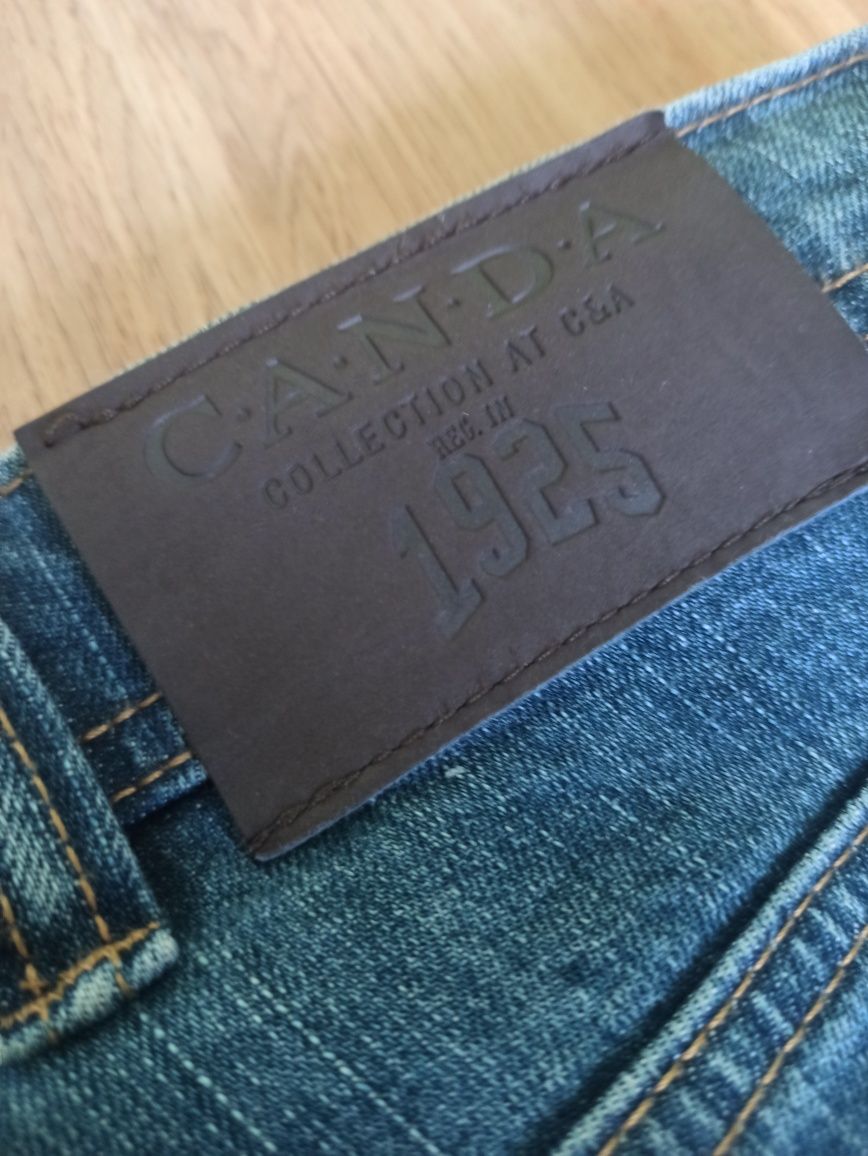 C·A·N·D·A
COLLECTION AT C&A
REG. IN
1925